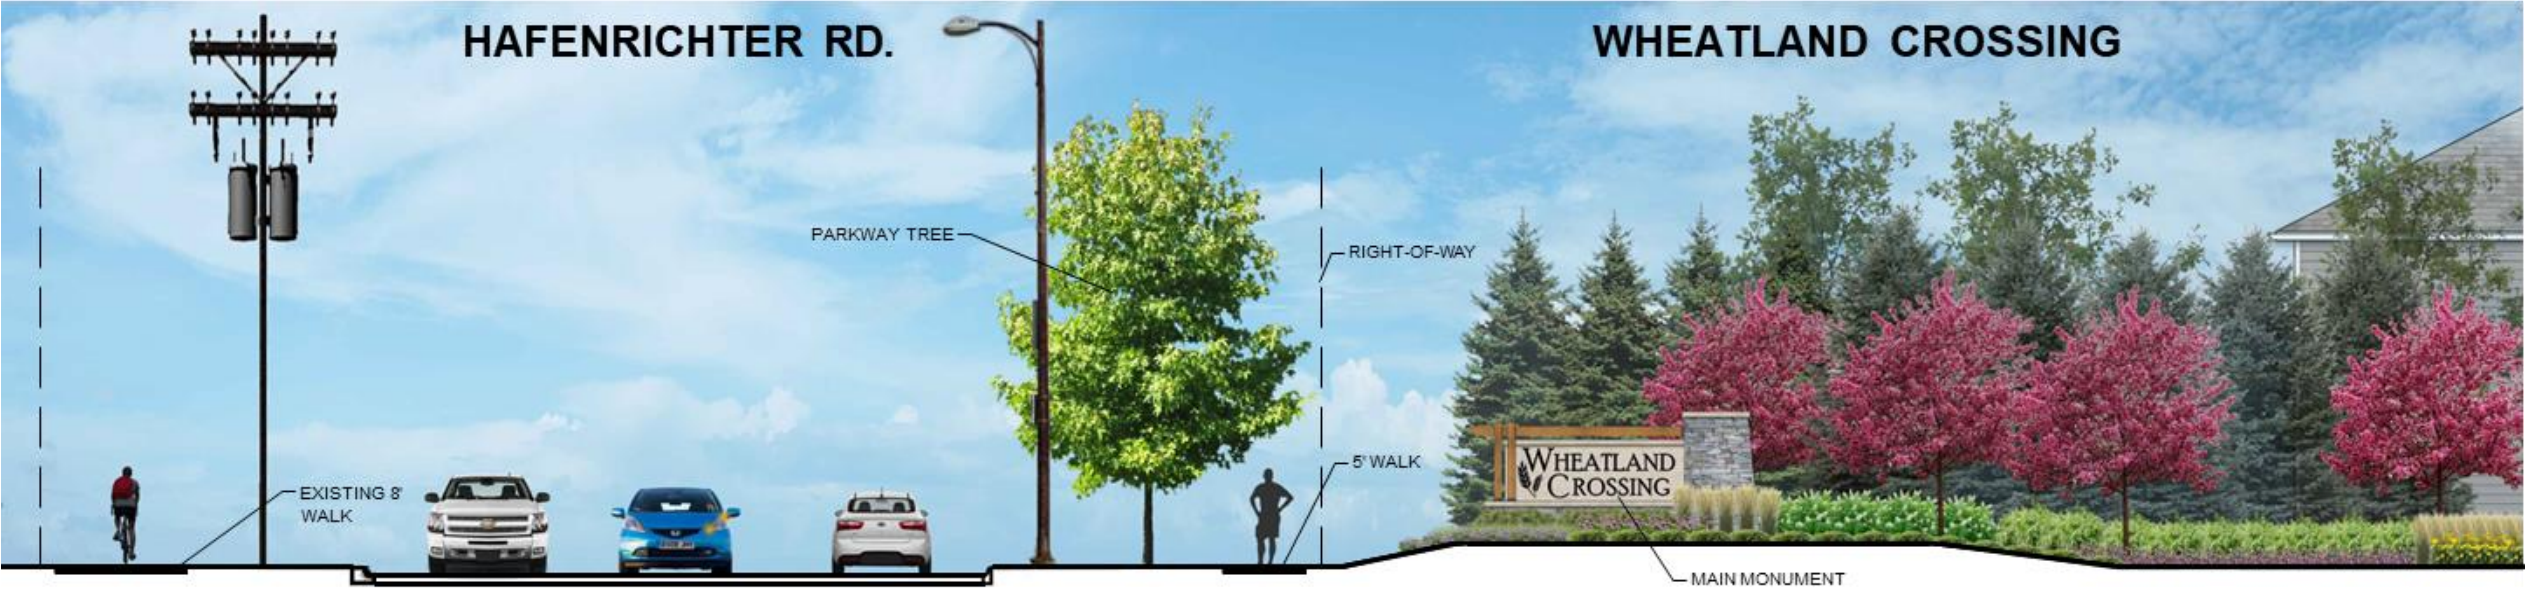 HAFENRICHTER RD.
WHEATLAND CROSSING
PARKWAY TREE
RIGHT-OF-WAY
5' WALK
EXISTING 8'
WALK
WHEATLAND
CROSSING
MAIN MONUMENT